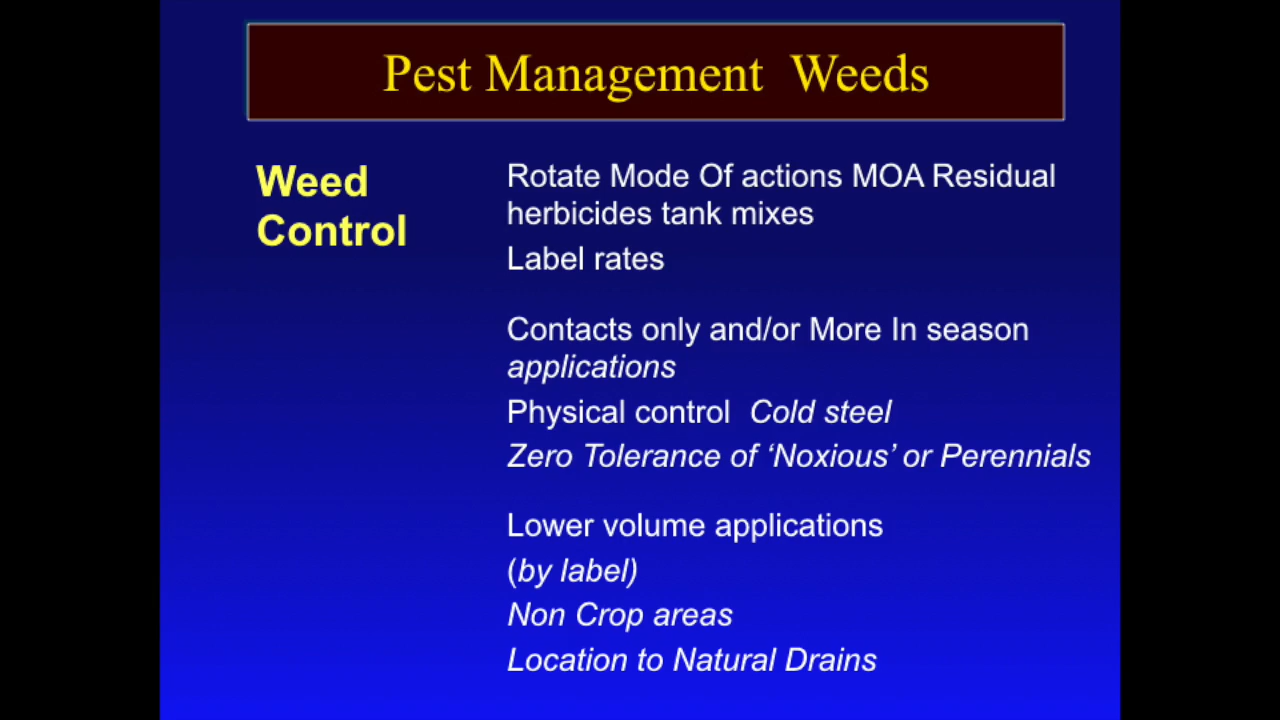 Pest Management  Weeds
Weed
Control
Rotate Mode Of actions MOA Residual
herbicides tank mixes
Label rates
Contacts only and/or More In season
applications
Physical control  Cold steel
Zero Tolerance of ‘Noxious’ or Perennials
Lower volume applications
(by label)
Non Crop areas
Location to Natural Drains